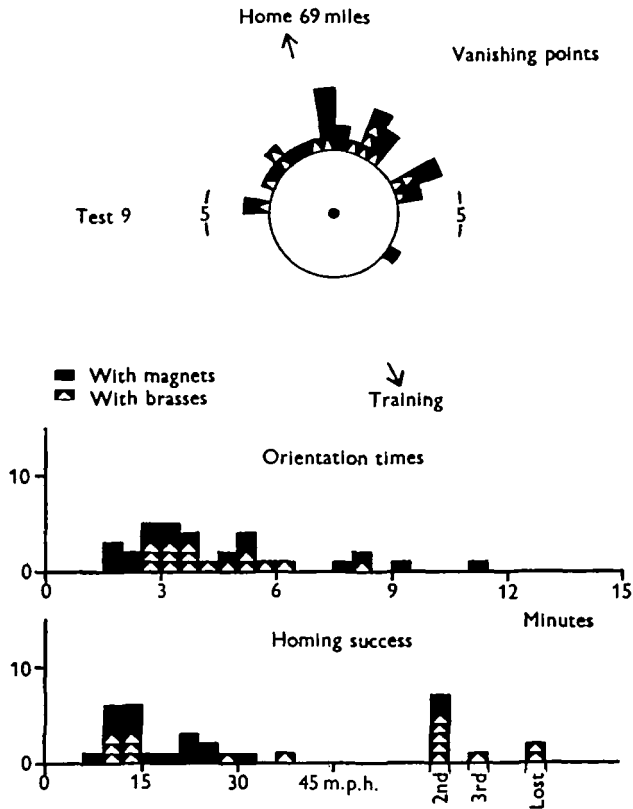 Home 69 miles
Vanishing points
Test 9
5
5
With magnets
With brasses
Training
Orientation times
10
0
0 3 6 9 12 15
Minutes
Homing success
10
0
0 15 30 45 m.p.h. 2nd 3rd Lost